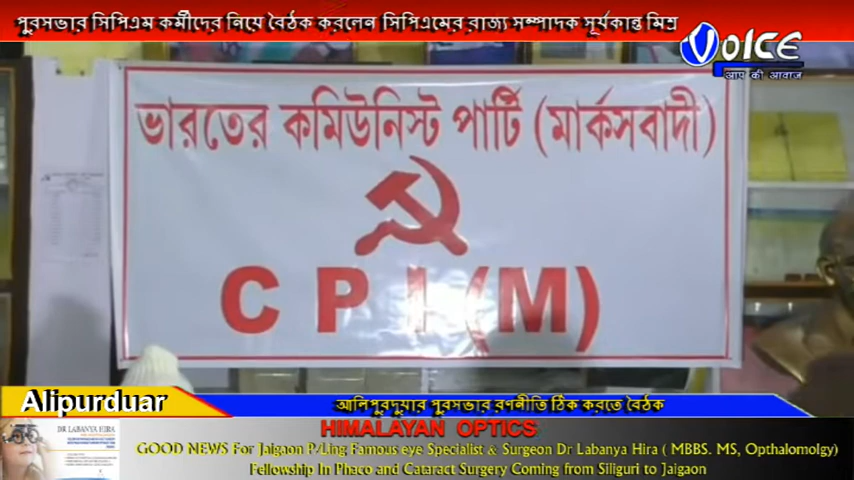 পুরসভার সিপিএম কর্মীদের নিয়ে বৈঠক করলেন সিপিএমের রাজ্য সম্পাদক সূর্যকান্ত মিশ্র
VOICE
आप की आवाज
ভারতের কমিউনিস্ট পার্টি (মার্কসবাদী)
CPI(M)
Alipurduar
আলিপুরদুয়ার পুরসভার রণনীতি ঠিক করতে বৈঠক
DR LABANYA HIRA
HIMALAYAN OPTICS
GOOD NEWS For Jaigaon P/Ling Famous eye Specialist & Surgeon Dr Labanya Hira ( MBBS. MS, Opthalomolgy)
Fellowship In Phaco and Cataract Surgery Coming from Siliguri to Jaigaon